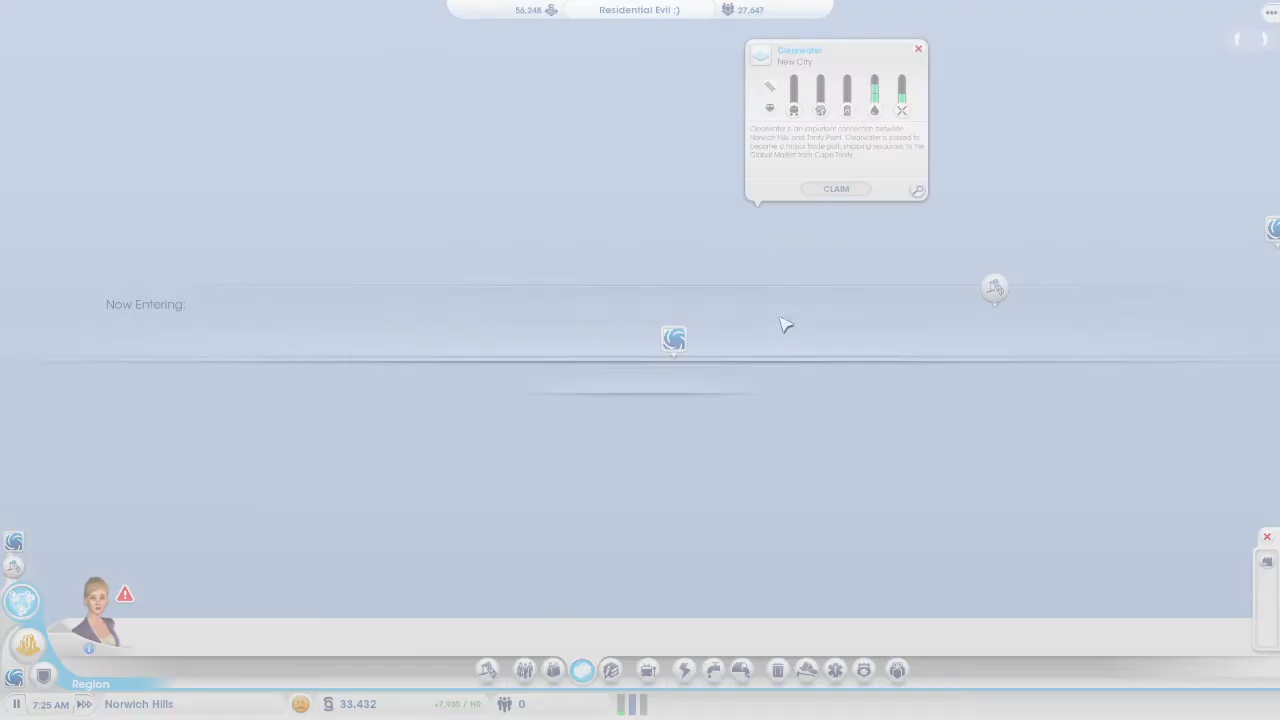 56,248
Residential Evil :)
27,647
Clearwater
New City
Clearwater is an important connection between
Norwich Hills and Trinity Point. Clearwater is poised to
become a major trade port, shipping resources to the
Global Market from Cape Trinity.
CLAIM
Now Entering:
Region
7:25 AM
Norwich Hills
33,432
+7,930 / HR
0